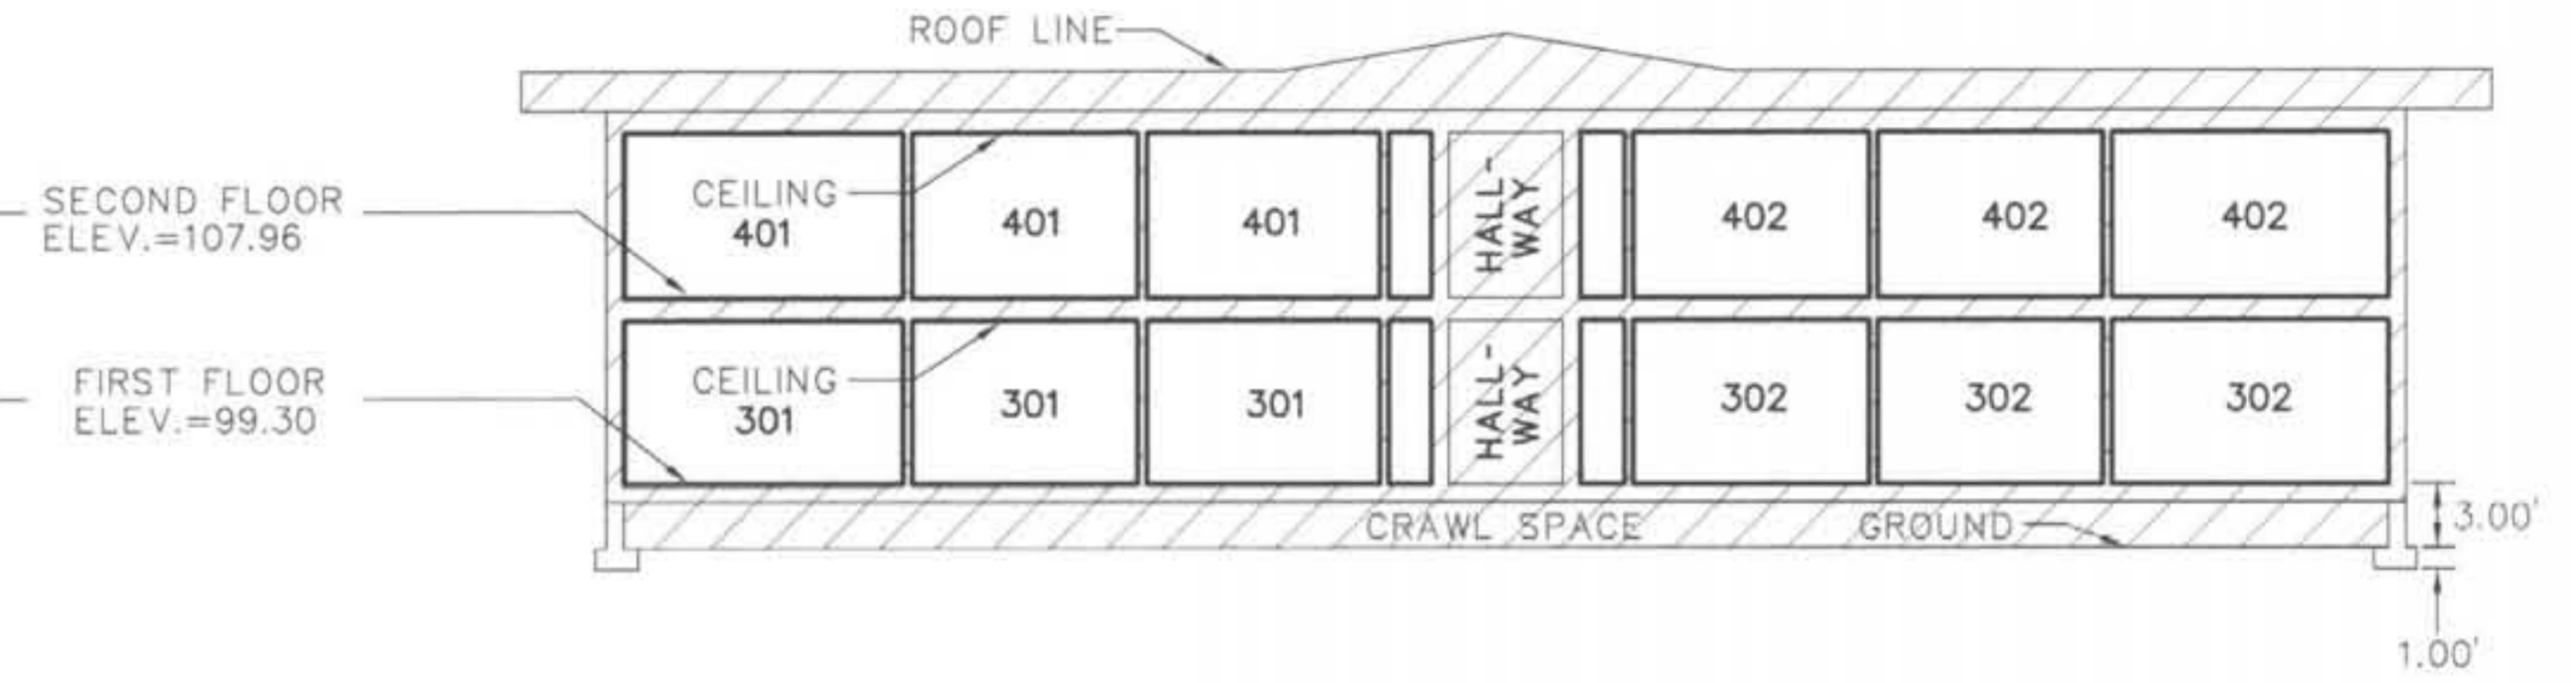 ROOF LINE
SECOND FLOOR
ELEV.=107.96
CEILING
401
401
401
HALL-
WAY
402
402
402
FIRST FLOOR
ELEV.=99.30
CEILING
301
301
301
HALL-
WAY
302
302
302
CRAWL SPACE
GROUND
3.00'
1.00'